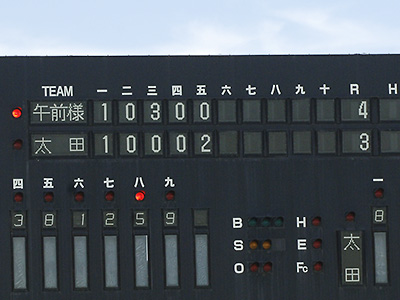 TEAM 一 二 三 四 五 六 七 八 九 十 R H
午前様 1 0 3 0 0 4
太田 1 0 0 0 2 3
四 五 六 七 八 九 一
3 8 1 2 5 9 8
B H
S E
O Fc
太田